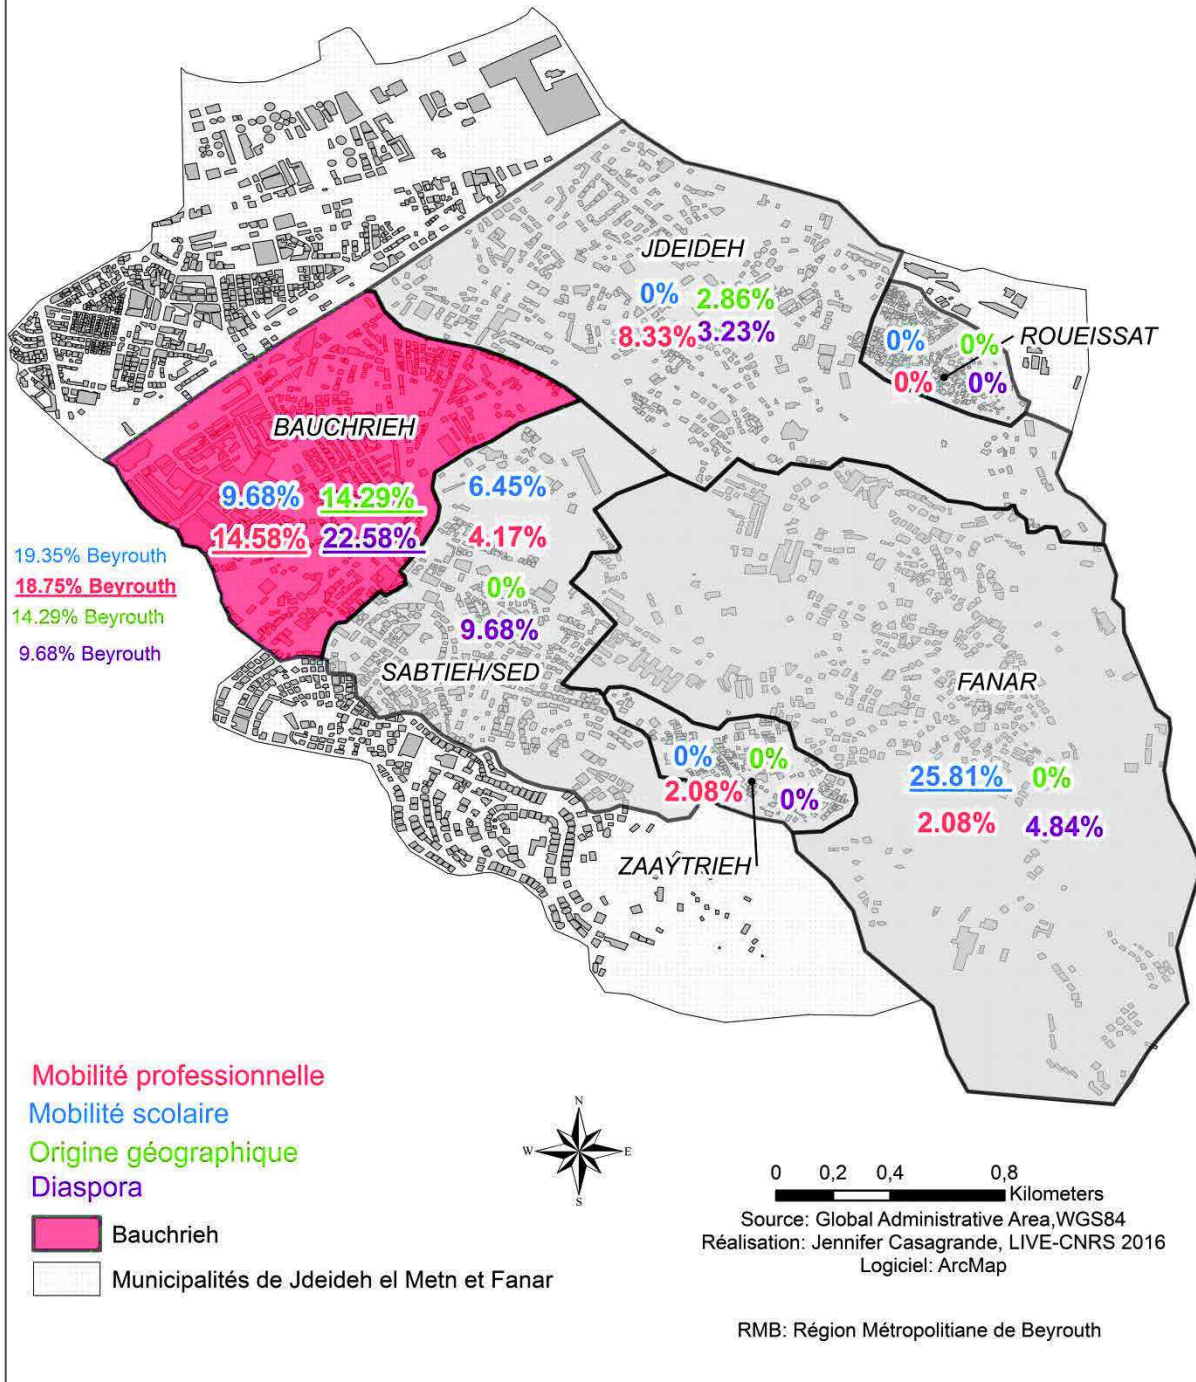 JDEIDEH
0% 2.86%
8.33% 3.23%
ROUEISSAT
0% 0%
0% 0%
BAUCHRIEH
9.68% 14.29%
14.58% 22.58%
6.45%
4.17%
0%
9.68%
SABTIEH/SED
19.35% Beyrouth
18.75% Beyrouth
14.29% Beyrouth
9.68% Beyrouth
FANAR
25.81% 0%
2.08% 4.84%
0% 0%
2.08% 0%
ZAAÝTRIEH
Mobilité professionnelle
Mobilité scolaire
Origine géographique
Diaspora
Bauchrieh
Municipalités de Jdeideh el Metn et Fanar
N
W E
S
0 0,2 0,4 0,8
Kilometers
Source: Global Administrative Area,WGS84
Réalisation: Jennifer Casagrande, LIVE-CNRS 2016
Logiciel: ArcMap
RMB: Région Métropolitiane de Beyrouth